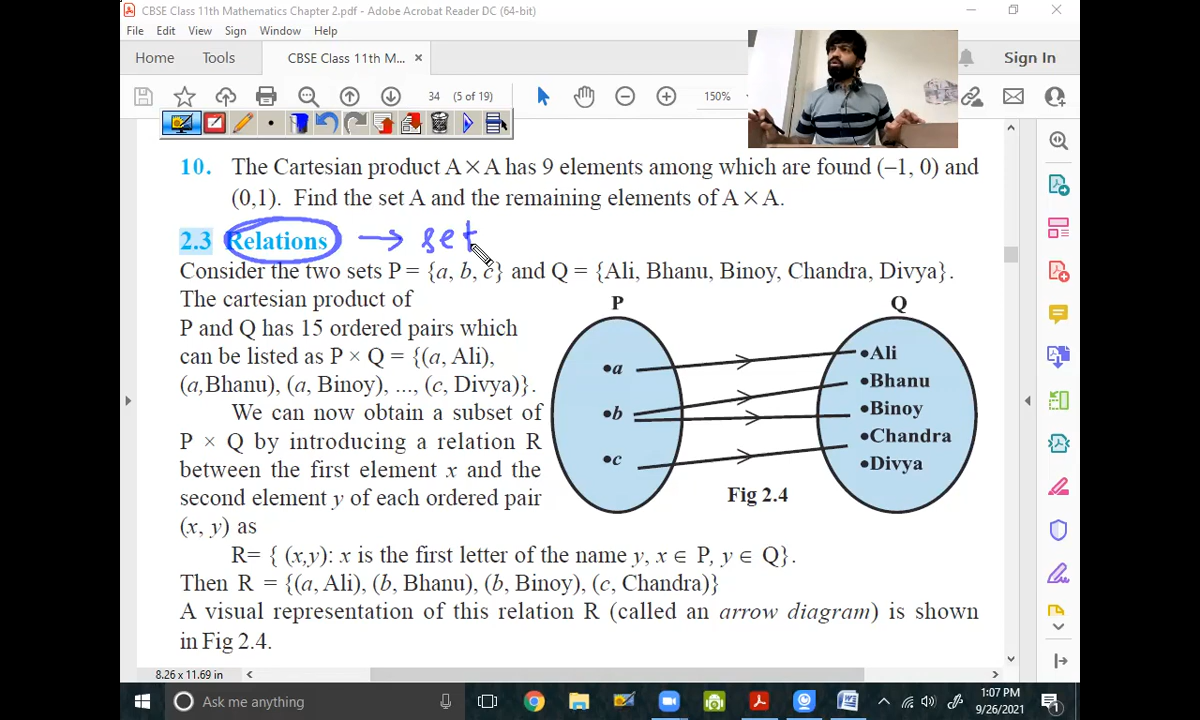 CBSE Class 11th Mathematics Chapter 2.pdf - Adobe Acrobat Reader DC (64-bit)
File Edit View Sign Window Help
Home Tools CBSE Class 11th M... × Sign In
34 (5 of 19) 150%
10. The Cartesian product A × A has 9 elements among which are found (–1, 0) and
(0,1). Find the set A and the remaining elements of A × A.
2.3 Relations → set
Consider the two sets P = {a, b, c} and Q = {Ali, Bhanu, Binoy, Chandra, Divya}.
The cartesian product of
P and Q has 15 ordered pairs which
can be listed as P × Q = {(a, Ali),
(a,Bhanu), (a, Binoy), ..., (c, Divya)}.
We can now obtain a subset of
P × Q by introducing a relation R
between the first element x and the
second element y of each ordered pair
(x, y) as
P Q
•a •Ali
•Bhanu
•b •Binoy
•Chandra
•c •Divya
Fig 2.4
R= { (x,y): x is the first letter of the name y, x ∈ P, y ∈ Q}.
Then R = {(a, Ali), (b, Bhanu), (b, Binoy), (c, Chandra)}
A visual representation of this relation R (called an arrow diagram) is shown
in Fig 2.4.
8.26 x 11.69 in
Ask me anything
1:07 PM
9/26/2021